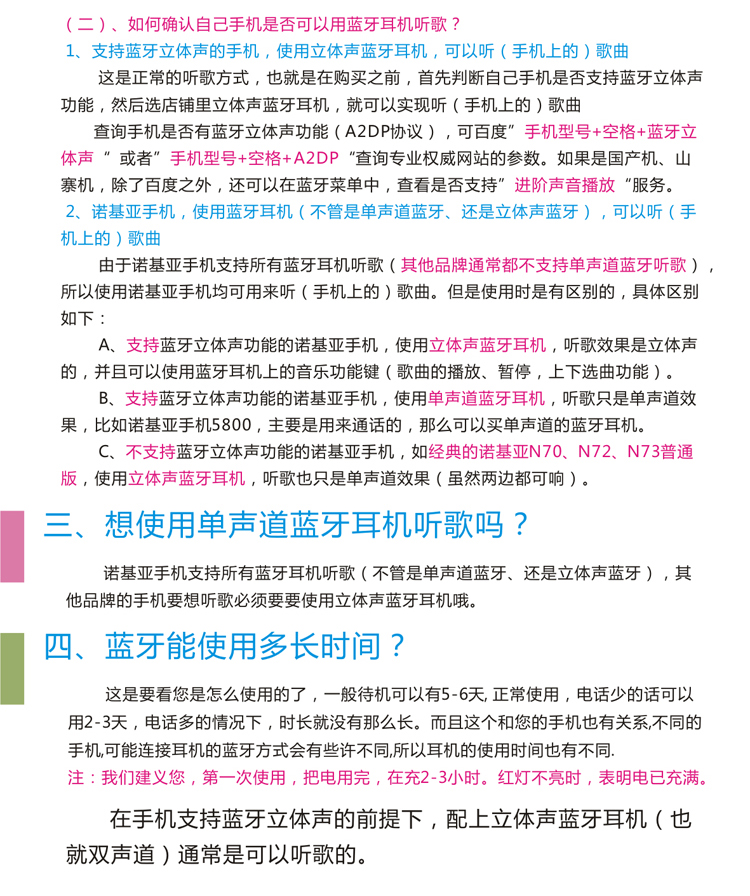 （二）、如何确认自己手机是否可以用蓝牙耳机听歌？
1、支持蓝牙立体声的手机，使用立体声蓝牙耳机，可以听（手机上的）歌曲
这是正常的听歌方式，也就是在购买之前，首先判断自己手机是否支持蓝牙立体声
功能，然后选店铺里立体声蓝牙耳机，就可以实现听（手机上的）歌曲
查询手机是否有蓝牙立体声功能（A2DP协议），可百度”手机型号+空格+蓝牙立
体声“ 或者”手机型号+空格+A2DP“查询专业权威网站的参数。如果是国产机、山
寨机，除了百度之外，还可以在蓝牙菜单中，查看是否支持”进阶声音播放“服务。
2、诺基亚手机，使用蓝牙耳机（不管是单声道蓝牙、还是立体声蓝牙），可以听（手
机上的）歌曲
由于诺基亚手机支持所有蓝牙耳机听歌（其他品牌通常都不支持单声道蓝牙听歌），
所以使用诺基亚手机均可用来听（手机上的）歌曲。但是使用时是有区别的，具体区别
如下：
A、支持蓝牙立体声功能的诺基亚手机，使用立体声蓝牙耳机，听歌效果是立体声
的，并且可以使用蓝牙耳机上的音乐功能键（歌曲的播放、暂停，上下选曲功能）。
B、支持蓝牙立体声功能的诺基亚手机，使用单声道蓝牙耳机，听歌只是单声道效
果，比如诺基亚手机5800，主要是用来通话的，那么可以买单声道的蓝牙耳机。
C、不支持蓝牙立体声功能的诺基亚手机，如经典的诺基亚N70、N72、N73普通
版，使用立体声蓝牙耳机，听歌也只是单声道效果（虽然两边都可响）。
三、想使用单声道蓝牙耳机听歌吗？
诺基亚手机支持所有蓝牙耳机听歌（不管是单声道蓝牙、还是立体声蓝牙），其
他品牌的手机要想听歌必须要要使用立体声蓝牙耳机哦。
四、蓝牙能使用多长时间？
这是要看您是怎么使用的了，一般待机可以有5-6天, 正常使用，电话少的话可以
用2-3天，电话多的情况下，时长就没有那么长。而且这个和您的手机也有关系,不同的
手机,可能连接耳机的蓝牙方式会有些许不同,所以耳机的使用时间也有不同.
注：我们建义您，第一次使用，把电用完，在充2-3小时。红灯不亮时，表明电已充满。
在手机支持蓝牙立体声的前提下，配上立体声蓝牙耳机（也
就双声道）通常是可以听歌的。